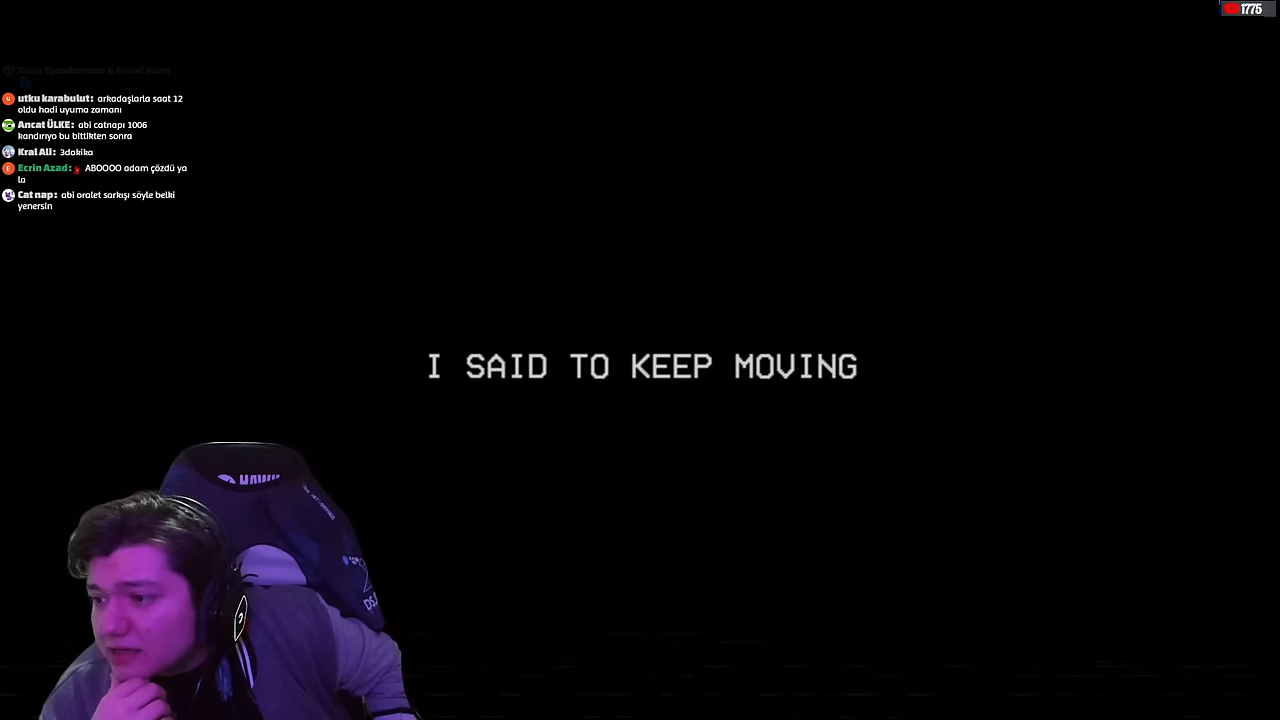 1775
utku karabulut: arkadaşlarla saat 12
oldu hadi uyuma zamanı
Ancat ÜLKE: abi catnapı 1006
kandırıyo bu bittikten sonra
Kral Ali: 3dakika
Ecrin Azad: ABOOOO adam çözdü ya
la
Cat nap: abi oralet sarkışı söyle belki
yenersin
I SAID TO KEEP MOVING
HAWK